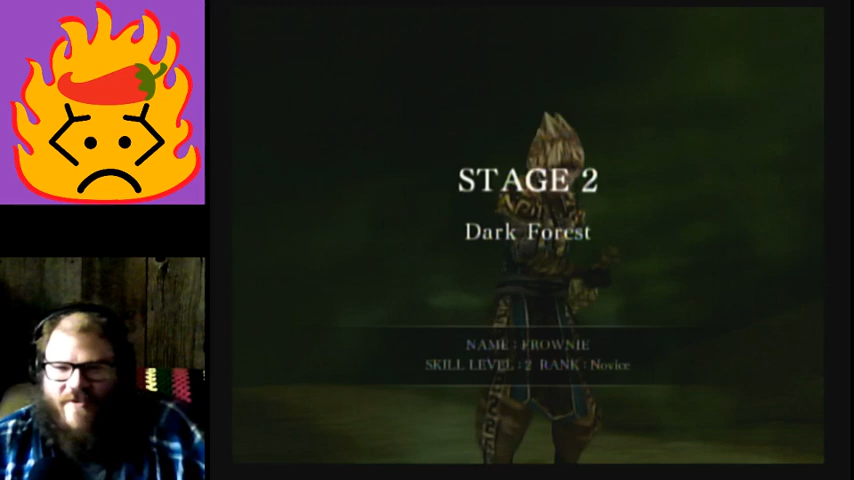 STAGE 2
Dark Forest
NAME : FROWNIE
SKILL LEVEL : 2 RANK : Novice